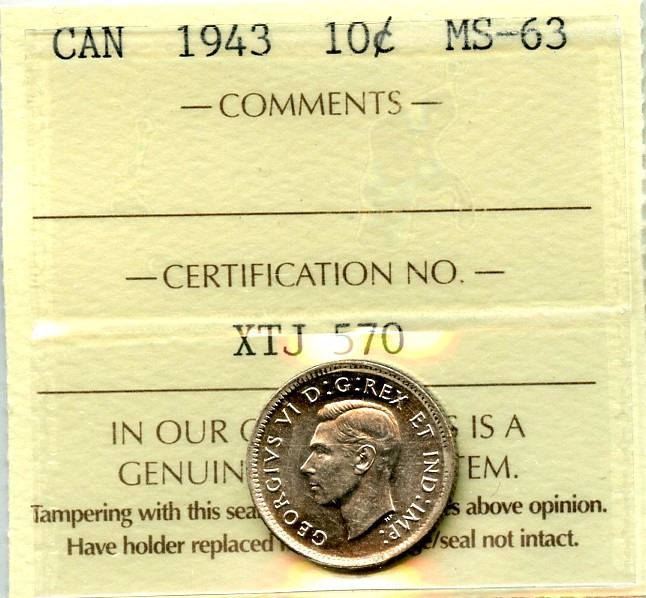 CAN 1943 10¢ MS-63
— COMMENTS —
— CERTIFICATION NO. —
XTJ 570
IN OUR IS A
GENUIN TEM.
Tampering with this sea s above opinion.
Have holder replaced e/seal not intact.
GEORGIVS VI D:G:REX ET IND:IMP:
HP